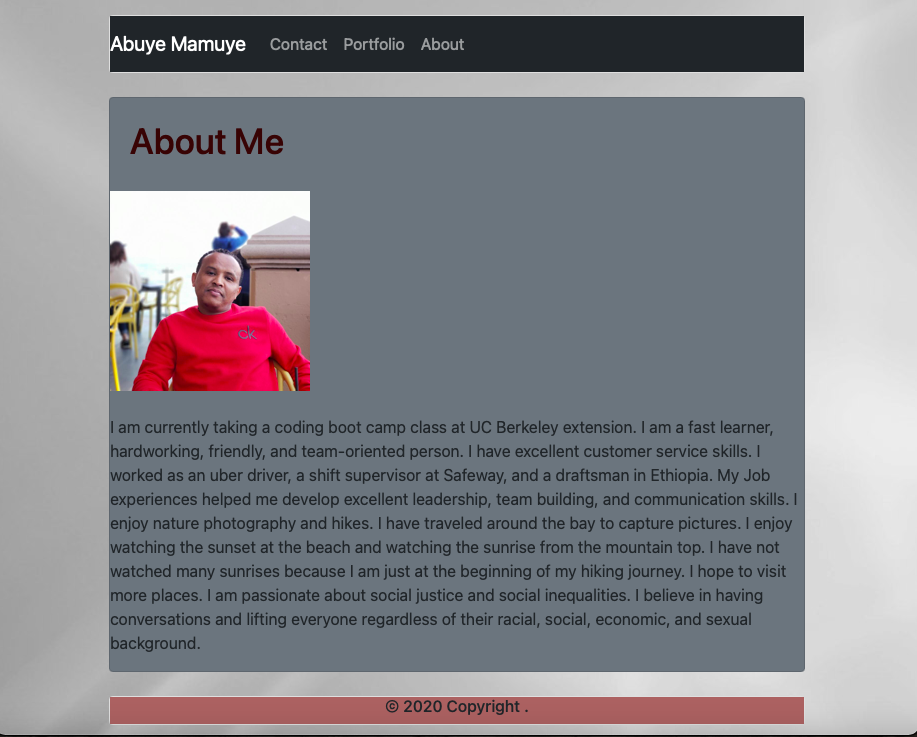 Abuye Mamuye Contact Portfolio About
About Me
ck
I am currently taking a coding boot camp class at UC Berkeley extension. I am a fast learner,
hardworking, friendly, and team-oriented person. I have excellent customer service skills. I
worked as an uber driver, a shift supervisor at Safeway, and a draftsman in Ethiopia. My Job
experiences helped me develop excellent leadership, team building, and communication skills. I
enjoy nature photography and hikes. I have traveled around the bay to capture pictures. I enjoy
watching the sunset at the beach and watching the sunrise from the mountain top. I have not
watched many sunrises because I am just at the beginning of my hiking journey. I hope to visit
more places. I am passionate about social justice and social inequalities. I believe in having
conversations and lifting everyone regardless of their racial, social, economic, and sexual
background.
© 2020 Copyright .